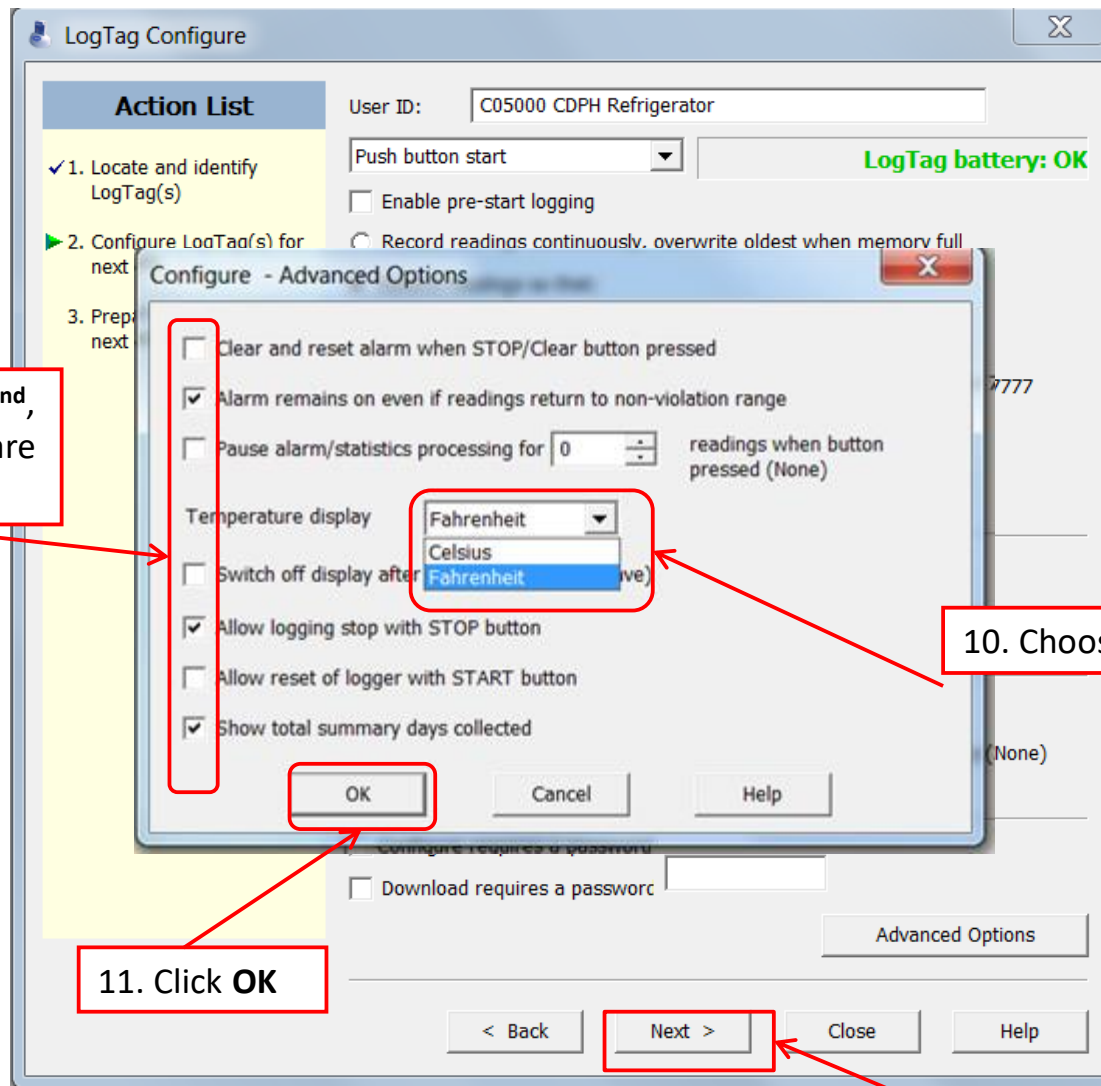 LogTag Configure
Action List
✓ 1. Locate and identify
LogTag(s)
2. Configure LogTag(s) for
next
3. Prepa
next
User ID: C05000 CDPH Refrigerator
Push button start
LogTag battery: OK
Enable pre-start logging
Record readings continuously, overwrite oldest when memory full
Configure - Advanced Options
Clear and reset alarm when STOP/Clear button pressed
Alarm remains on even if readings return to non-violation range
Pause alarm/statistics processing for 0 readings when button
pressed (None)
Temperature display Fahrenheit
Celsius
Fahrenheit
Switch off display after ve)
Allow logging stop with STOP button
Allow reset of logger with START button
Show total summary days collected
OK Cancel Help
nd,
are
7777
10. Choos
(None)
Configure requires a password
Download requires a password
Advanced Options
11. Click OK
< Back Next > Close Help